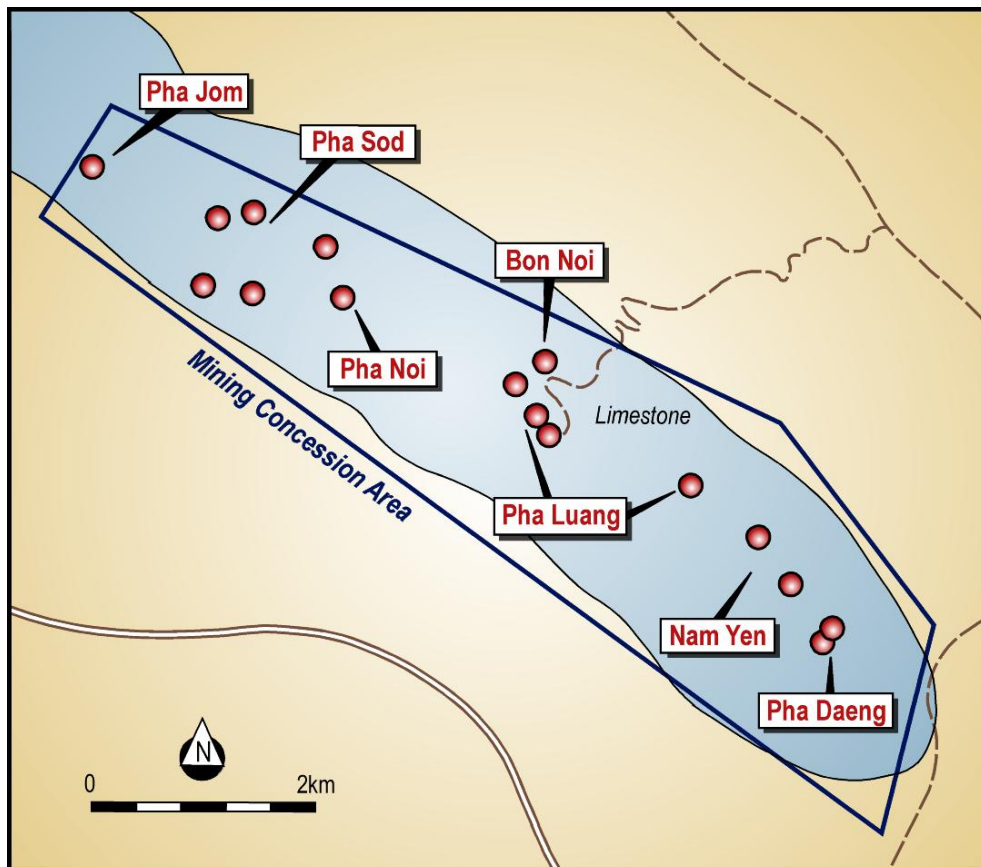 Pha Jom
Pha Sod
Bon Noi
Pha Noi
Limestone
Mining Concession Area
Pha Luang
Nam Yen
Pha Daeng
N
0 2km